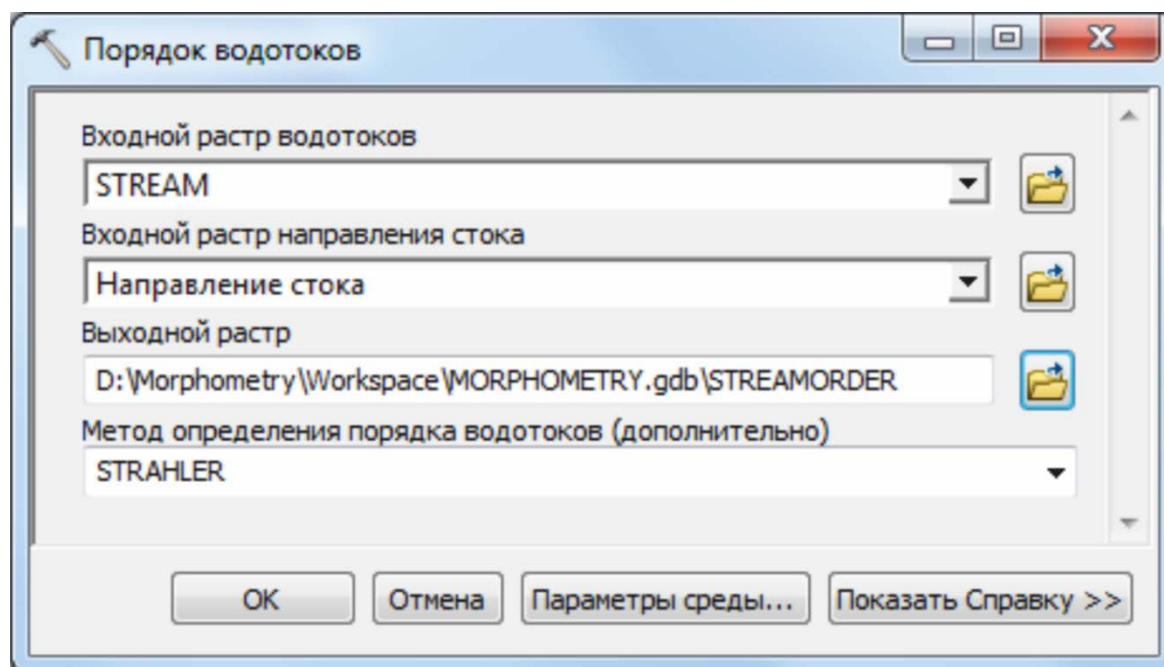 Порядок водотоков
Входной растр водотоков
STREAM
Входной растр направления стока
Направление стока
Выходной растр
D:\Morphometry\Workspace\MORPHOMETRY.gdb\STREAMORDER
Метод определения порядка водотоков (дополнительно)
STRAHLER
OK Отмена Параметры среды... Показать Справку >>